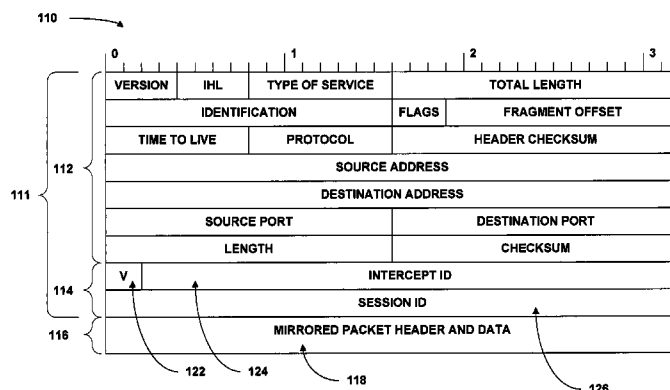 110
0 1 2 3
VERSION IHL TYPE OF SERVICE TOTAL LENGTH
IDENTIFICATION FLAGS FRAGMENT OFFSET
TIME TO LIVE PROTOCOL HEADER CHECKSUM
112
SOURCE ADDRESS
111
DESTINATION ADDRESS
SOURCE PORT DESTINATION PORT
LENGTH CHECKSUM
V INTERCEPT ID
114
SESSION ID
116 MIRRORED PACKET HEADER AND DATA
122 124 118 126